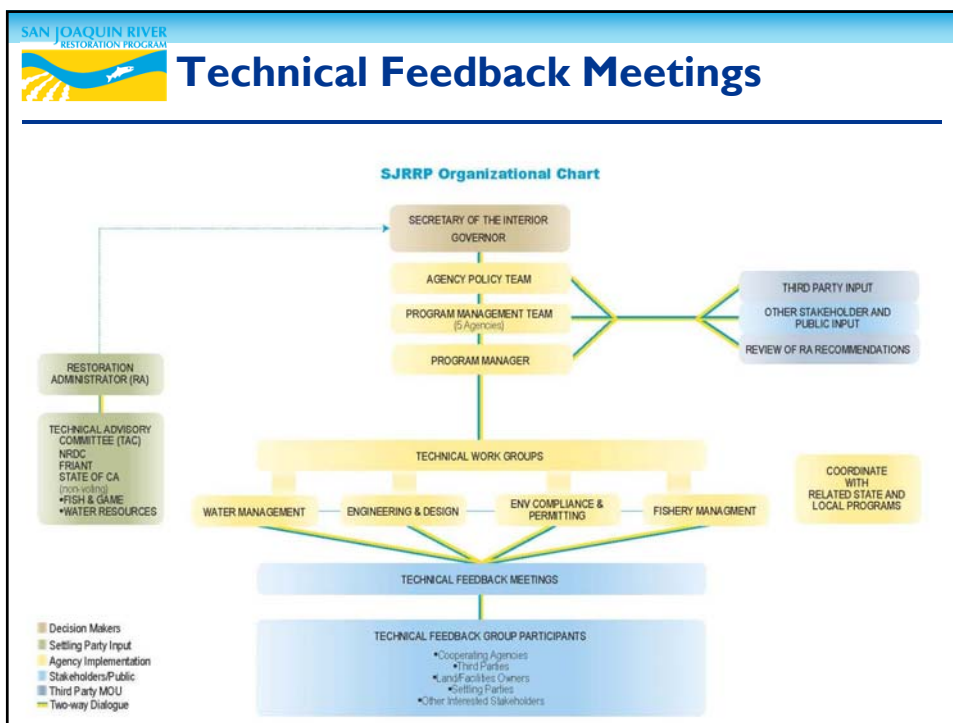 SAN JOAQUIN RIVER
RESTORATION PROGRAM
Technical Feedback Meetings
SJRRP Organizational Chart
SECRETARY OF THE INTERIOR
GOVERNOR
AGENCY POLICY TEAM
PROGRAM MANAGEMENT TEAM
(5 Agencies)
PROGRAM MANAGER
THIRD PARTY INPUT
OTHER STAKEHOLDER AND
PUBLIC INPUT
REVIEW OF RA RECOMMENDATIONS
RESTORATION
ADMINISTRATOR (RA)
TECHNICAL ADVISORY
COMMITTEE (TAC)
NRDC
FRIANT
STATE OF CA
(non-voting)
•FISH & GAME
•WATER RESOURCES
TECHNICAL WORK GROUPS
WATER MANAGEMENT
ENGINEERING & DESIGN
ENV COMPLIANCE &
PERMITTING
FISHERY MANAGMENT
COORDINATE
WITH
RELATED STATE AND
LOCAL PROGRAMS
TECHNICAL FEEDBACK MEETINGS
TECHNICAL FEEDBACK GROUP PARTICIPANTS
•Cooperating Agencies
•Third Parties
•Land/Facilities Owners
•Settling Parties
•Other Interested Stakeholders
Decision Makers
Settling Party Input
Agency Implementation
Stakeholders/Public
Third Party MOU
Two-way Dialogue